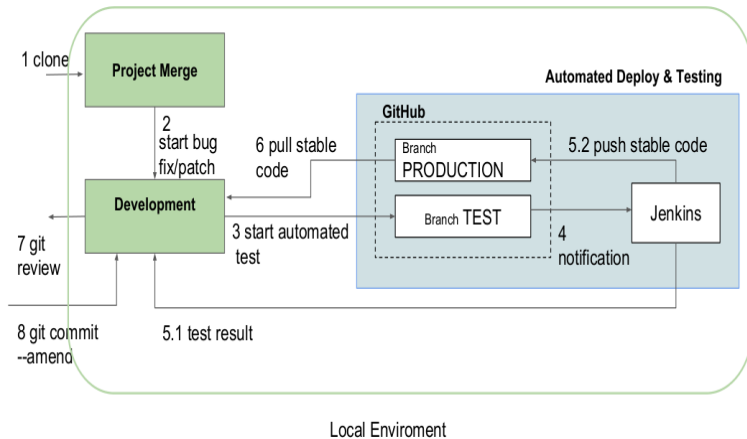 1 clone
Project Merge
Automated Deploy & Testing
2
start bug
fix/patch
GitHub
6 pull stable
code
Branch
PRODUCTION
5.2 push stable code
Development
Branch TEST
Jenkins
3 start automated
test
4
notification
7 git
review
8 git commit
--amend
5.1 test result
Local Enviroment